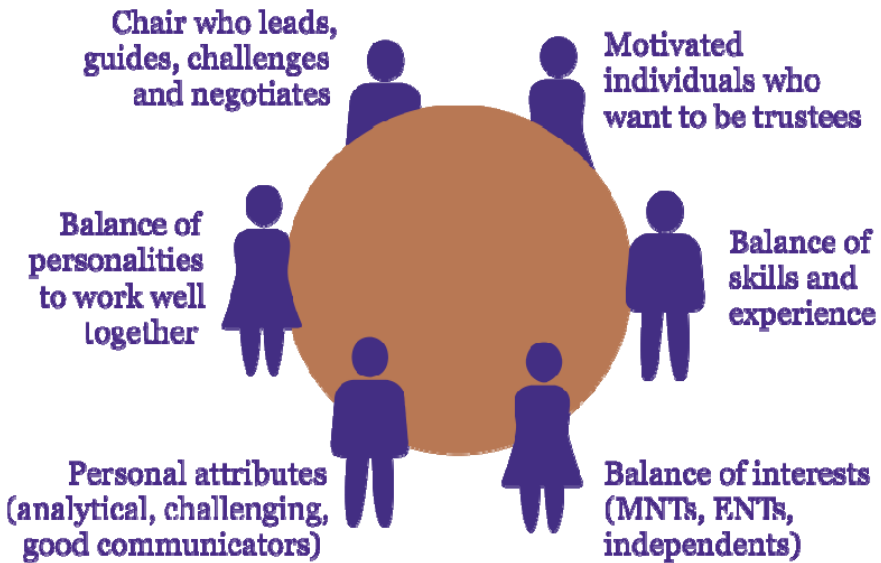 Chair who leads,
guides, challenges
and negotiates
Motivated
individuals who
want to be trustees
Balance of
personalities
to work well
together
Balance of
skills and
experience
Personal attributes
(analytical, challenging,
good communicators)
Balance of interests
(MNTs, ENTs,
independents)